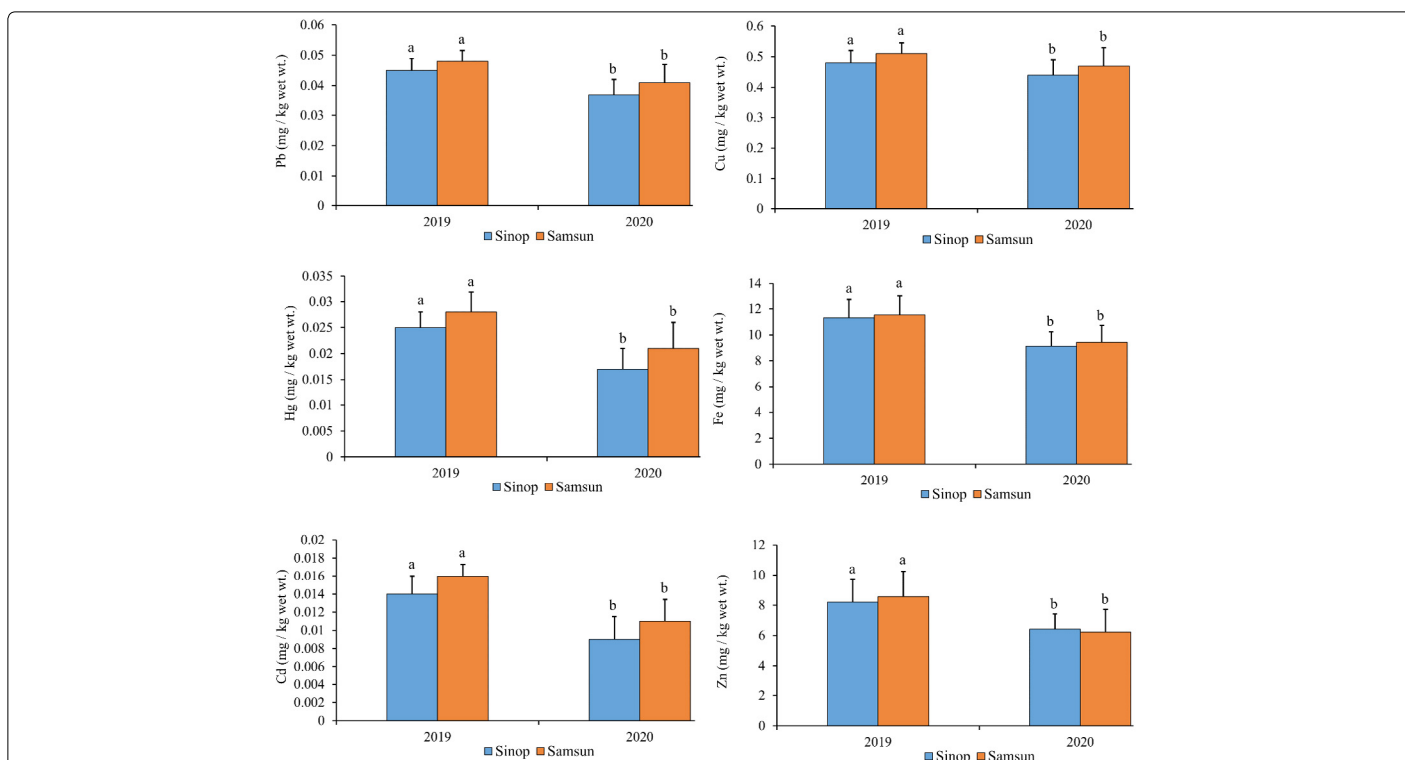 Pb (mg / kg wet wt.)
0.06
0.05
0.04
0.03
0.02
0.01
0
a
a
b
b
2019
2020
Sinop
Samsun
Cu (mg / kg wet wt.)
0.6
0.5
0.4
0.3
0.2
0.1
0
a
a
b
b
2019
2020
Sinop
Samsun
Hg (mg / kg wet wt.)
0.035
0.03
0.025
0.02
0.015
0.01
0.005
0
a
a
b
b
2019
2020
Sinop
Samsun
Fe (mg / kg wet wt.)
14
12
10
8
6
4
2
0
a
a
b
b
2019
2020
Sinop
Samsun
Cd (mg / kg wet wt.)
0.02
0.018
0.016
0.014
0.012
0.01
0.008
0.006
0.004
0.002
0
a
a
b
b
2019
2020
Sinop
Samsun
Zn (mg / kg wet wt.)
12
10
8
6
4
2
0
a
a
b
b
2019
2020
Sinop
Samsun